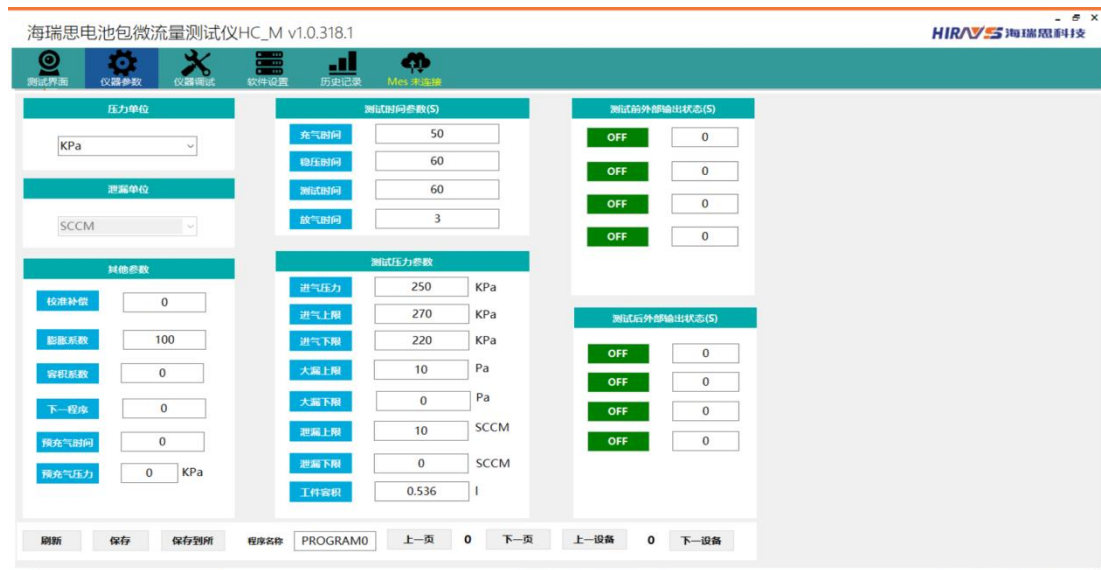 海瑞思电池包微流量测试仪HC_M v1.0.318.1
HIRAYS 海瑞思科技
测试界面 仪器参数 仪器调试 软件设置 历史记录 Mes 未连接
压力单位
KPa
泄漏单位
SCCM
其他参数
校准补偿 0
膨胀系数 100
容积系数 0
下一程序 0
预充气时间 0
预充气压力 0 KPa
测试时间参数(S)
充气时间 50
稳压时间 60
测试时间 60
放气时间 3
测试压力参数
进气压力 250 KPa
进气上限 270 KPa
进气下限 220 KPa
大漏上限 10 Pa
大漏下限 0 Pa
泄漏上限 10 SCCM
泄漏下限 0 SCCM
工件容积 0.536 l
测试前外部输出状态(S)
OFF 0
OFF 0
OFF 0
OFF 0
测试后外部输出状态(S)
OFF 0
OFF 0
OFF 0
OFF 0
刷新 保存 保存到所 程序名称 PROGRAM0 上一页 0 下一页 上一设备 0 下一设备